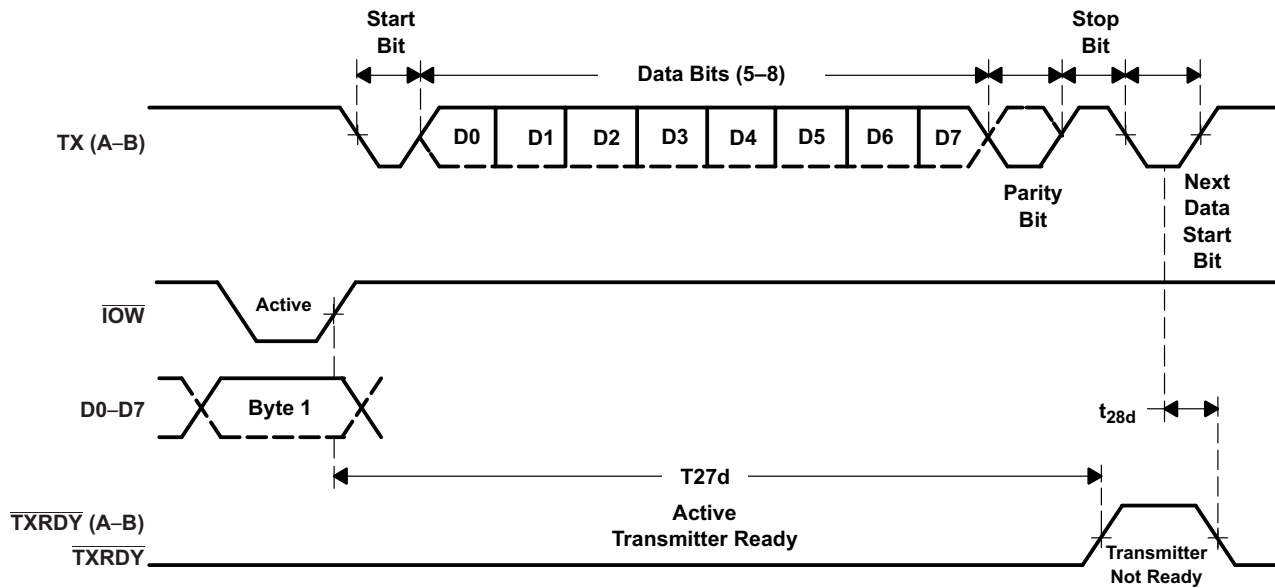 Start
Bit
Data Bits (5–8)
Stop
Bit
TX (A–B)
D0
D1
D2
D3
D4
D5
D6
D7
Parity
Bit
Next
Data
Start
Bit
IOW
Active
D0–D7
Byte 1
t28d
T27d
TXRDY (A–B)
TXRDY
Active
Transmitter Ready
Transmitter
Not Ready